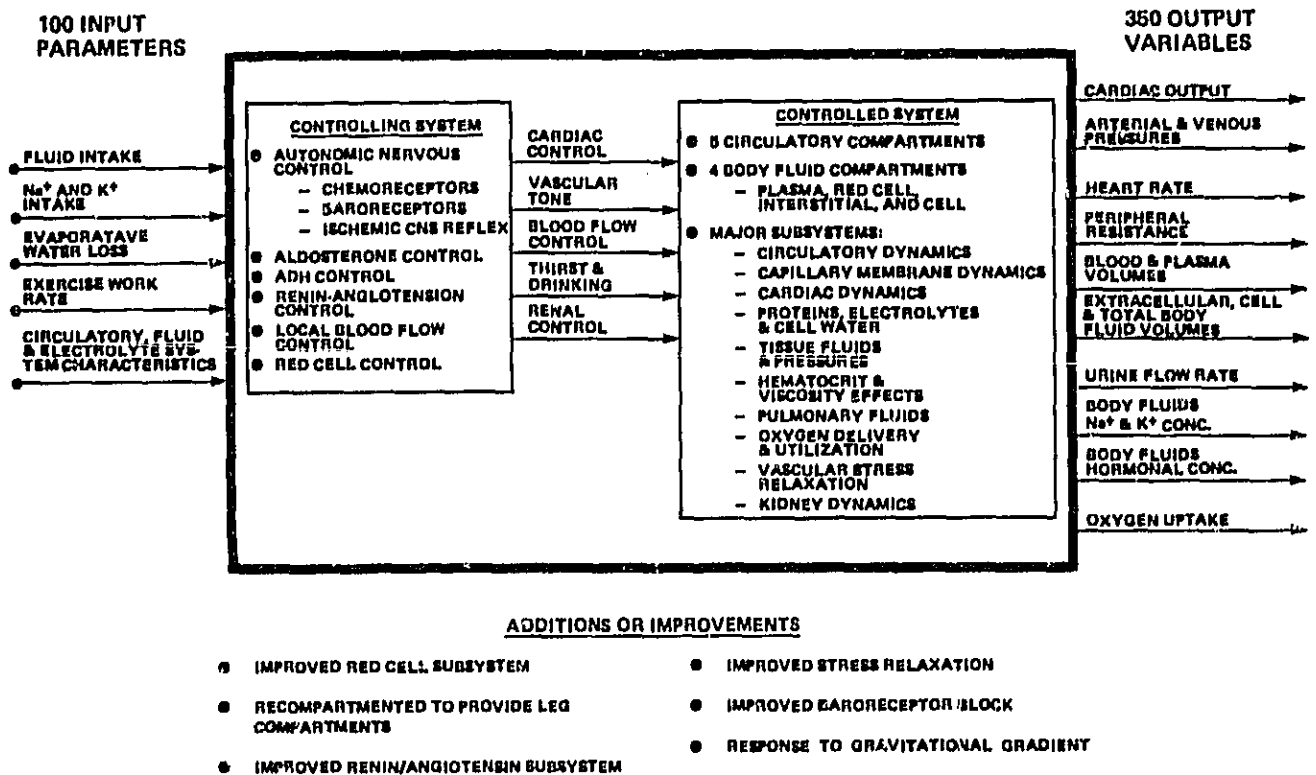 100 INPUT
PARAMETERS
350 OUTPUT
VARIABLES
FLUID INTAKE
Na+ AND K+
INTAKE
EVAPORATAVE
WATER LOSS
EXERCISE WORK
RATE
CIRCULATORY, FLUID
& ELECTROLYTE SYS-
TEM CHARACTERISTICS
CONTROLLING SYSTEM
● AUTONOMIC NERVOUS
CONTROL
– CHEMORECEPTORS
– BARORECEPTORS
– ISCHEMIC CNS REFLEX
● ALDOSTERONE CONTROL
● ADH CONTROL
● RENIN-ANGLOTENSION
CONTROL
● LOCAL BLOOD FLOW
CONTROL
● RED CELL CONTROL
CARDIAC
CONTROL
VASCULAR
TONE
BLOOD FLOW
CONTROL
THIRST &
DRINKING
RENAL
CONTROL
CONTROLLED SYSTEM
● CIRCULATORY COMPARTMENTS
● 4 BODY FLUID COMPARTMENTS
– PLASMA, RED CELL,
INTERSTITIAL, AND CELL
● MAJOR SUBSYSTEMS:
– CIRCULATORY DYNAMICS
– CAPILLARY MEMBRANE DYNAMICS
– CARDIAC DYNAMICS
– PROTEINS, ELECTROLYTES
& CELL WATER
– TISSUE FLUIDS
& PRESSURES
– HEMATOCRIT &
VISCOSITY EFFECTS
– PULMONARY FLUIDS
– OXYGEN DELIVERY
& UTILIZATION
– VASCULAR STRESS
RELAXATION
– KIDNEY DYNAMICS
CARDIAC OUTPUT
ARTERIAL & VENOUS
PRESSURES
HEART RATE
PERIPHERAL
RESISTANCE
BLOOD & PLASMA
VOLUMES
EXTRACELLULAR, CELL
& TOTAL BODY
FLUID VOLUMES
URINE FLOW RATE
BODY FLUIDS
Na+ & K+ CONC.
BODY FLUIDS
HORMONAL CONC.
OXYGEN UPTAKE
ADDITIONS OR IMPROVEMENTS
● IMPROVED RED CELL SUBSYSTEM
● RECOMPARTMENTED TO PROVIDE LEG
COMPARTMENTS
● IMPROVED RENIN/ANGIOTENSIN SUBSYSTEM
● IMPROVED STRESS RELAXATION
● IMPROVED BARORECEPTOR BLOCK
● RESPONSE TO GRAVITATIONAL GRADIENT